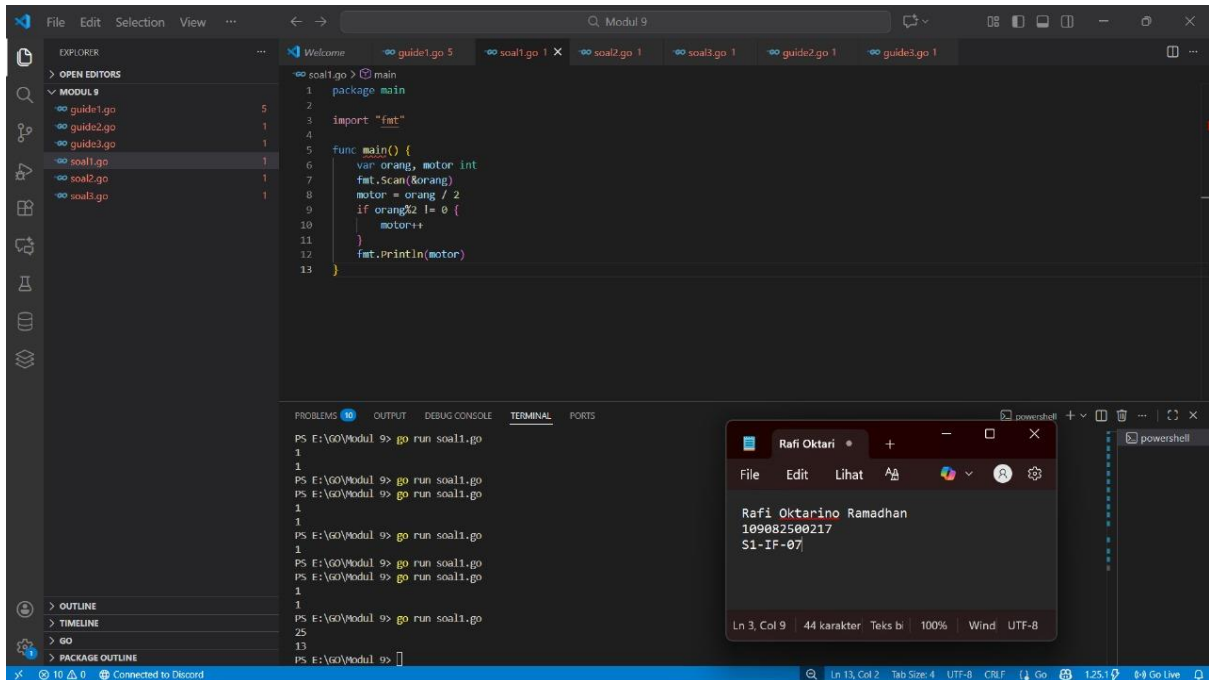 File Edit Selection View ... Modul 9
EXPLORER ...
> OPEN EDITORS
MODUL 9
guide1.go 5
guide2.go 1
guide3.go 1
soal1.go 1
soal2.go 1
soal3.go 1
> OUTLINE
> TIMELINE
> GO
> PACKAGE OUTLINE
Welcome guide1.go 5 soal1.go 1 soal2.go 1 soal3.go 1 guide2.go 1 guide3.go 1
soal1.go > main
1 package main
2
3 import "fmt"
4
5 func main() {
6 var orang, motor int
7 fmt.Scan(&orang)
8 motor = orang / 2
9 if orang%2 != 0 {
10 motor++
11 }
12 fmt.Println(motor)
13 }
PROBLEMS 10 OUTPUT DEBUG CONSOLE TERMINAL PORTS powershell
PS E:\GO\Modul 9> go run soal1.go
1
1
PS E:\GO\Modul 9> go run soal1.go
PS E:\GO\Modul 9> go run soal1.go
1
1
PS E:\GO\Modul 9> go run soal1.go
1
PS E:\GO\Modul 9> go run soal1.go
PS E:\GO\Modul 9> go run soal1.go
1
1
PS E:\GO\Modul 9> go run soal1.go
25
13
PS E:\GO\Modul 9>
powershell
Rafi Oktari
File Edit Lihat
Rafi Oktarino Ramadhan
109082500217
S1-IF-07
Ln 3, Col 9 44 karakter Teks bi 100% Wind UTF-8
10 0 Connected to Discord Ln 13, Col 2 Tab Size: 4 UTF-8 CRLF Go 1.25.1 Go Live